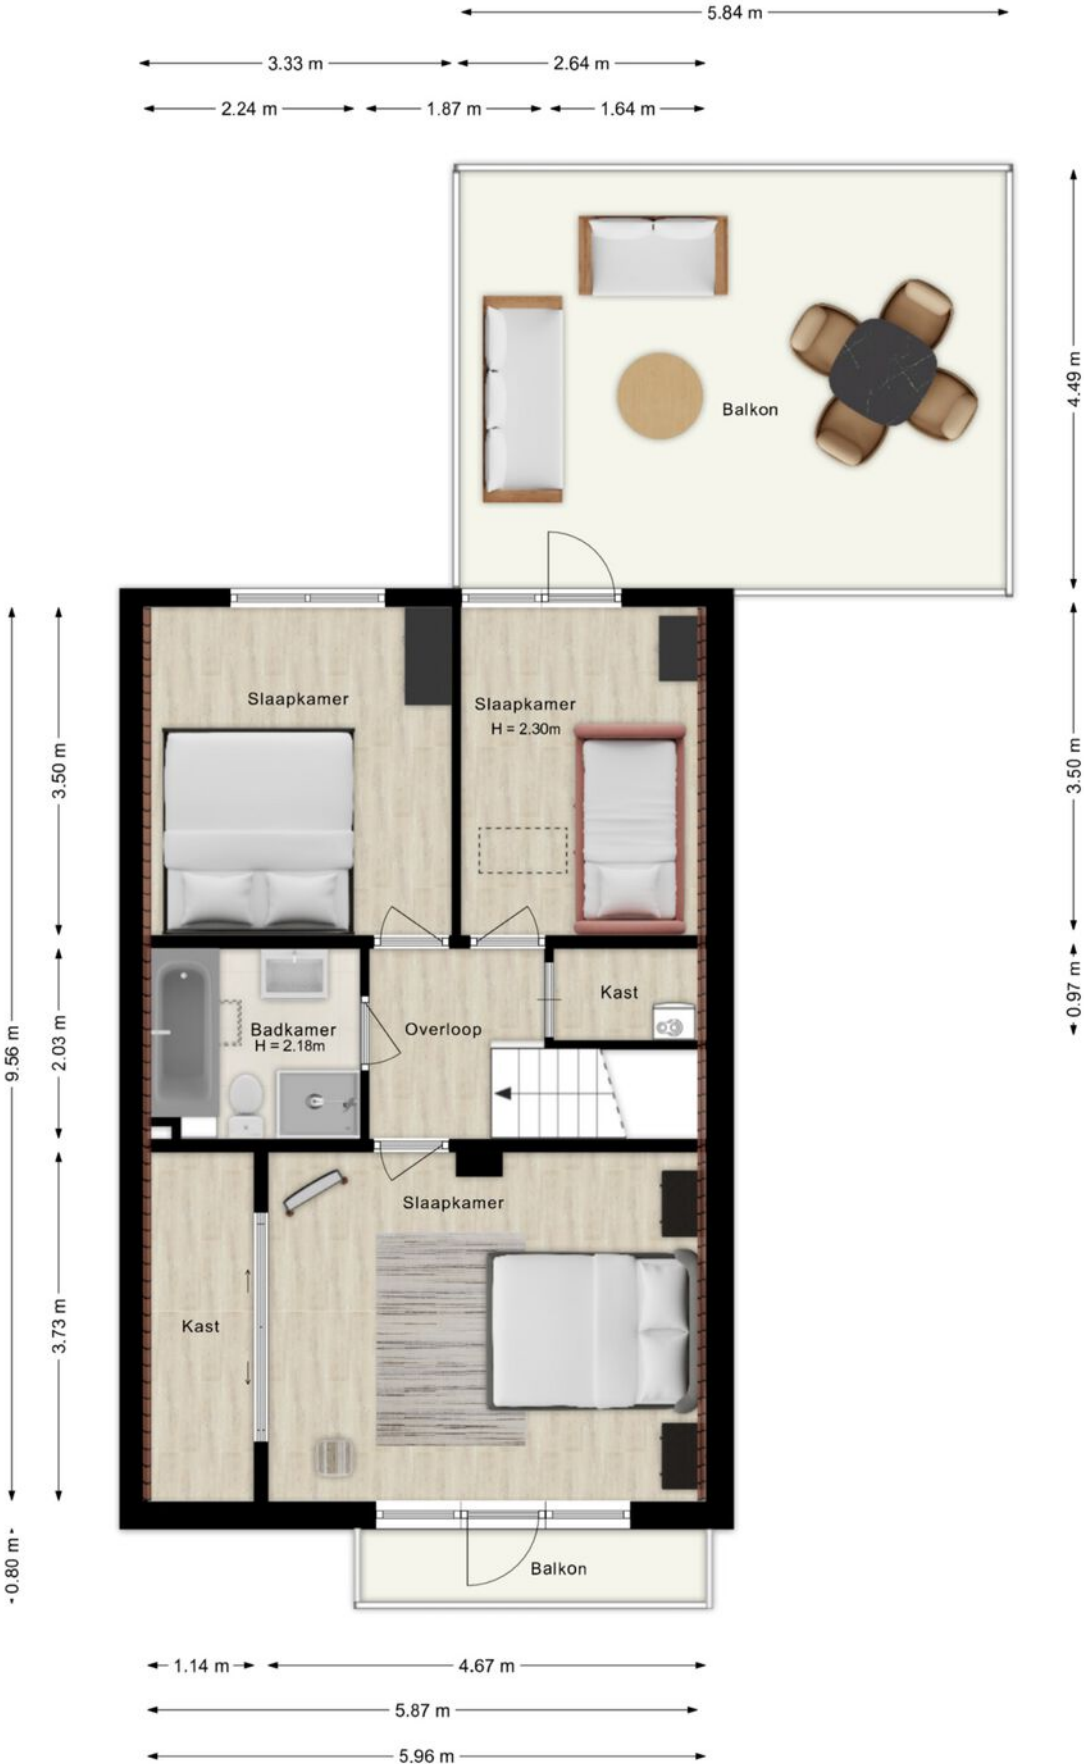 5.84 m
3.33 m
2.64 m
2.24 m
1.87 m
1.64 m
4.49 m
Balkon
Slaapkamer
Slaapkamer
H = 2.30m
3.50 m
3.50 m
9.56 m
2.03 m
0.97 m
Kast
Badkamer
H = 2.18m
Overloop
Slaapkamer
Kast
3.73 m
0.80 m
Balkon
1.14 m
4.67 m
5.87 m
5.96 m